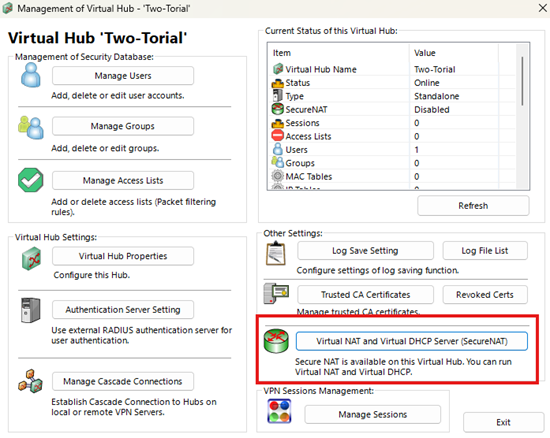 Management of Virtual Hub - 'Two-Torial'
Virtual Hub 'Two-Torial'
Management of Security Database:
Manage Users
Add, delete or edit user accounts.
Manage Groups
Add, delete or edit groups.
Manage Access Lists
Add or delete access lists (Packet filtering
rules).
Current Status of this Virtual Hub:
Item Value
Virtual Hub Name Two-Torial
Status Online
Type Standalone
SecureNAT Disabled
Sessions 0
Access Lists 0
Users 1
Groups 0
MAC Tables 0
Refresh
Virtual Hub Settings:
Virtual Hub Properties
Configure this Hub.
Authentication Server Setting
Use external RADIUS authentication server for
user authentication.
Manage Cascade Connections
Establish Cascade Connection to Hubs on
local or remote VPN Servers.
Other Settings:
Log Save Setting Log File List
Configure settings of log saving function.
Trusted CA Certificates Revoked Certs
Manage trusted CA certificates.
Virtual NAT and Virtual DHCP Server (SecureNAT)
Secure NAT is available on this Virtual Hub. You can run
Virtual NAT and Virtual DHCP.
VPN Sessions Management:
Manage Sessions
Exit